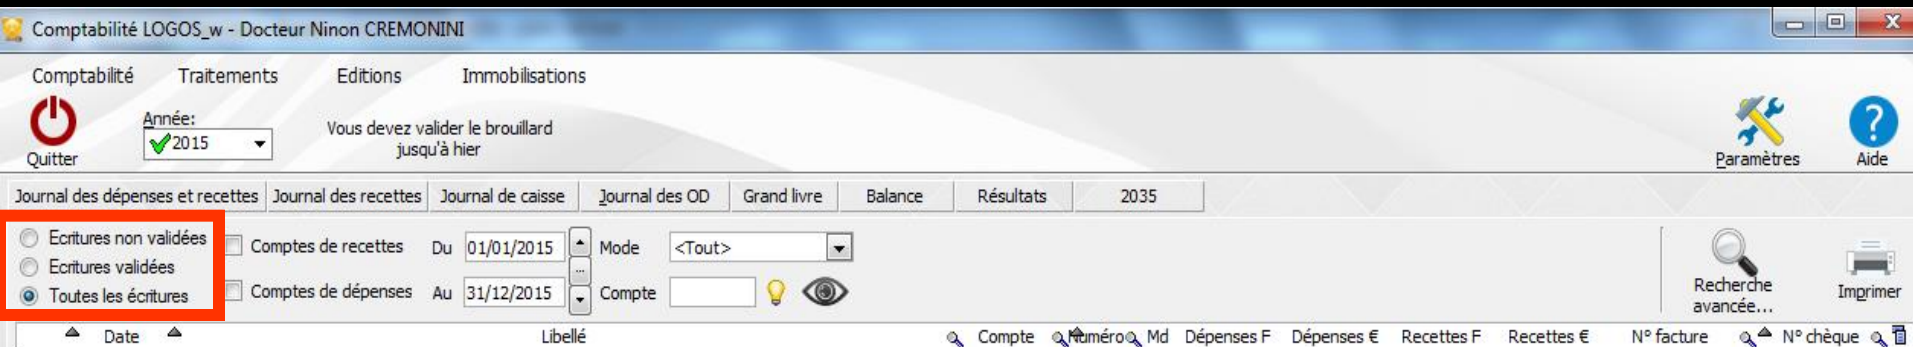 Comptabilité LOGOS_w - Docteur Ninon CREMONINI
Comptabilité Traitements Editions Immobilisations
Quitter
Année:
2015
Vous devez valider le brouillard
jusqu'à hier
Paramètres
Aide
Journal des dépenses et recettes Journal des recettes Journal de caisse Journal des OD Grand livre Balance Résultats 2035
Ecritures non validées
Ecritures validées
Toutes les écritures
Comptes de recettes Du 01/01/2015 ... Mode <Tout>
Comptes de dépenses Au 31/12/2015 Compte
Recherche
avancée...
Imprimer
Date Libellé Compte Numéro Md Dépenses F Dépenses € Recettes F Recettes € N° facture N° chèque